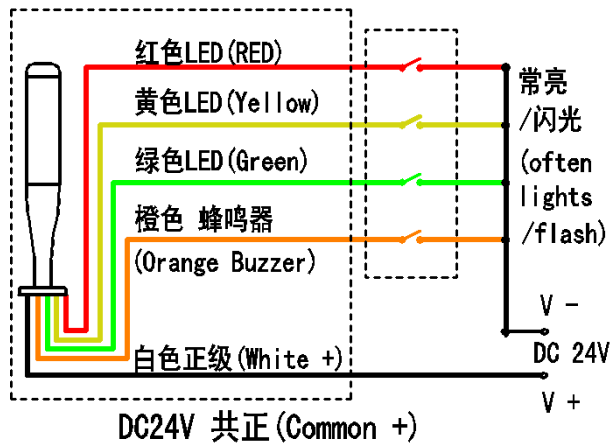 红色LED(RED)
黄色LED(Yellow)
绿色LED(Green)
橙色 蜂鸣器
(Orange Buzzer)
白色正级(White +)
常亮
/闪光
(often
lights
/flash)
V -
DC 24V
V +
DC24V 共正(Common +)